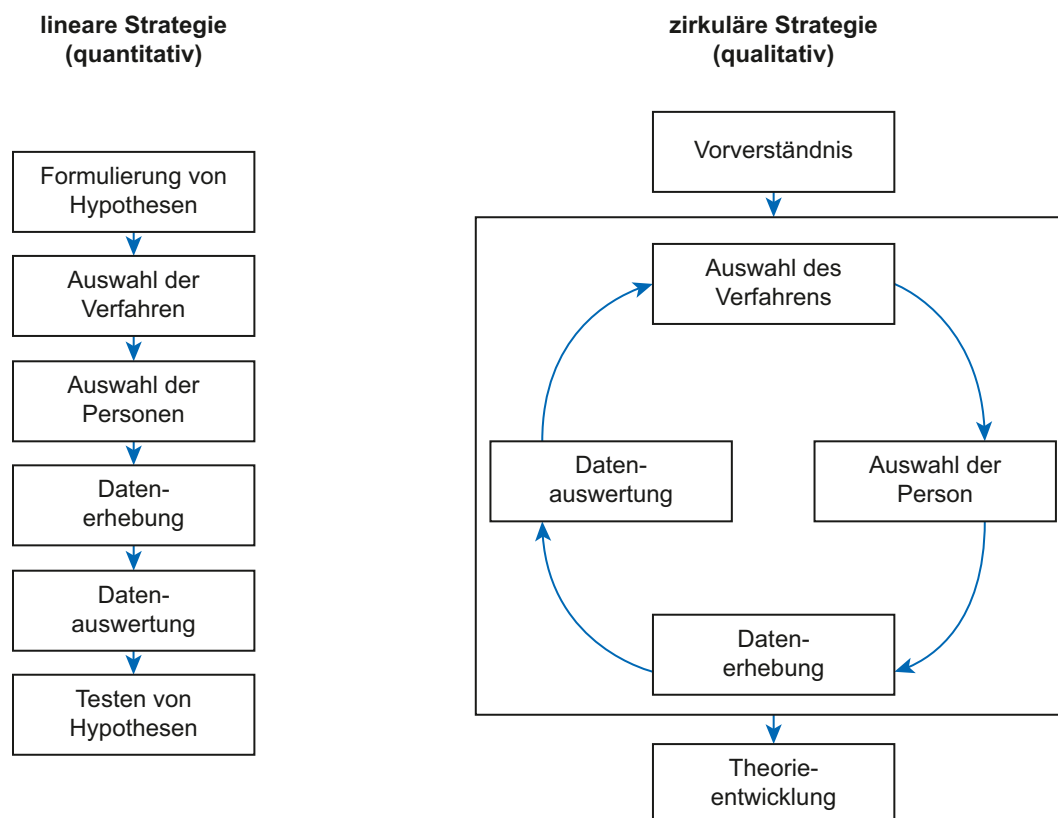 lineare Strategie
(quantitativ)
Formulierung von
Hypothesen
Auswahl der
Verfahren
Auswahl der
Personen
Daten-
erhebung
Daten-
auswertung
Testen von
Hypothesen
zirkuläre Strategie
(qualitativ)
Vorverständnis
Auswahl des
Verfahrens
Auswahl der
Person
Daten-
erhebung
Daten-
auswertung
Theorie-
entwicklung